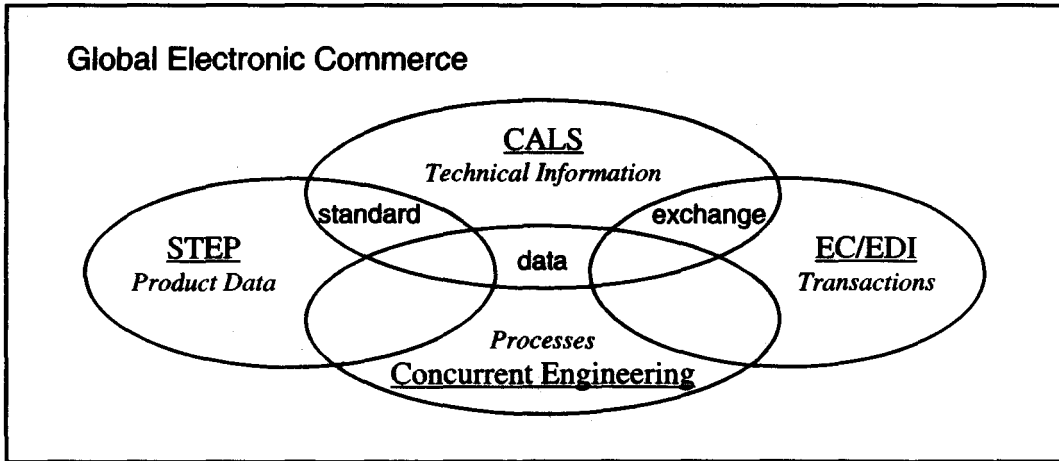 Global Electronic Commerce
CALS
Technical Information
standard
exchange
STEP
Product Data
data
EC/EDI
Transactions
Processes
Concurrent Engineering